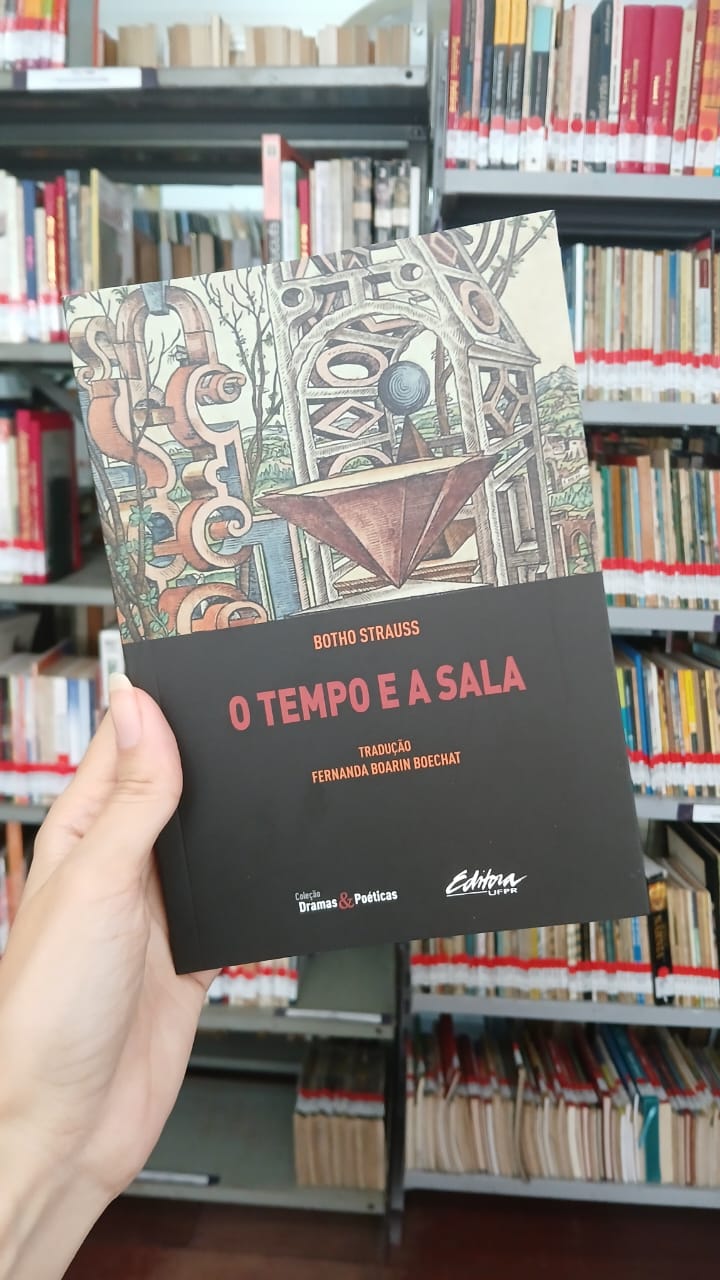 BOTHO STRAUSS
O TEMPO E A SALA
TRADUÇÃO
FERNANDA BOARIN BOECHAT
Coleção
Dramas&Poéticas
Editora
UFPR